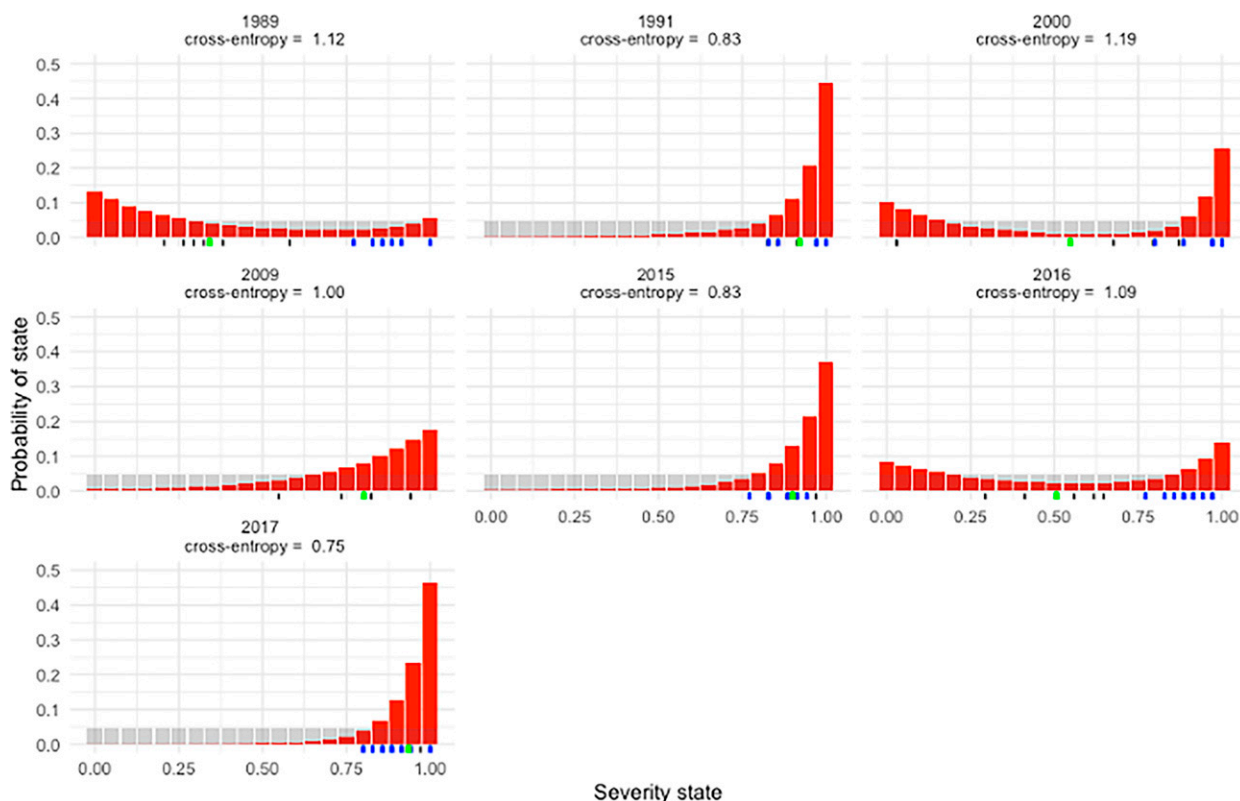 1989
cross-entropy = 1.12
1991
cross-entropy = 0.83
2000
cross-entropy = 1.19
0.5
0.4
0.3
0.2
0.1
0.0
2009
cross-entropy = 1.00
2015
cross-entropy = 0.83
2016
cross-entropy = 1.09
0.5
0.4
0.3
0.2
0.1
0.0
0.00 0.25 0.50 0.75 1.00
0.00 0.25 0.50 0.75 1.00
2017
cross-entropy = 0.75
0.5
0.4
0.3
0.2
0.1
0.0
0.00 0.25 0.50 0.75 1.00
Probability of state
Severity state